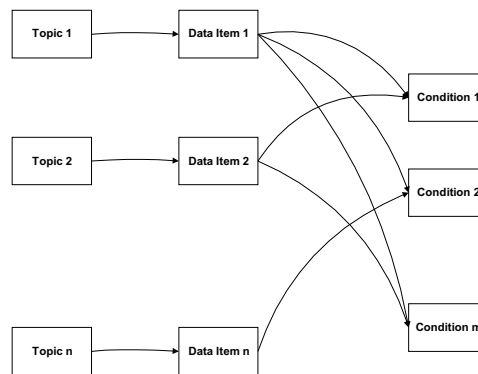 Topic 1
Data Item 1
Condition 1
Topic 2
Data Item 2
Condition 2
Condition m
Topic n
Data Item n